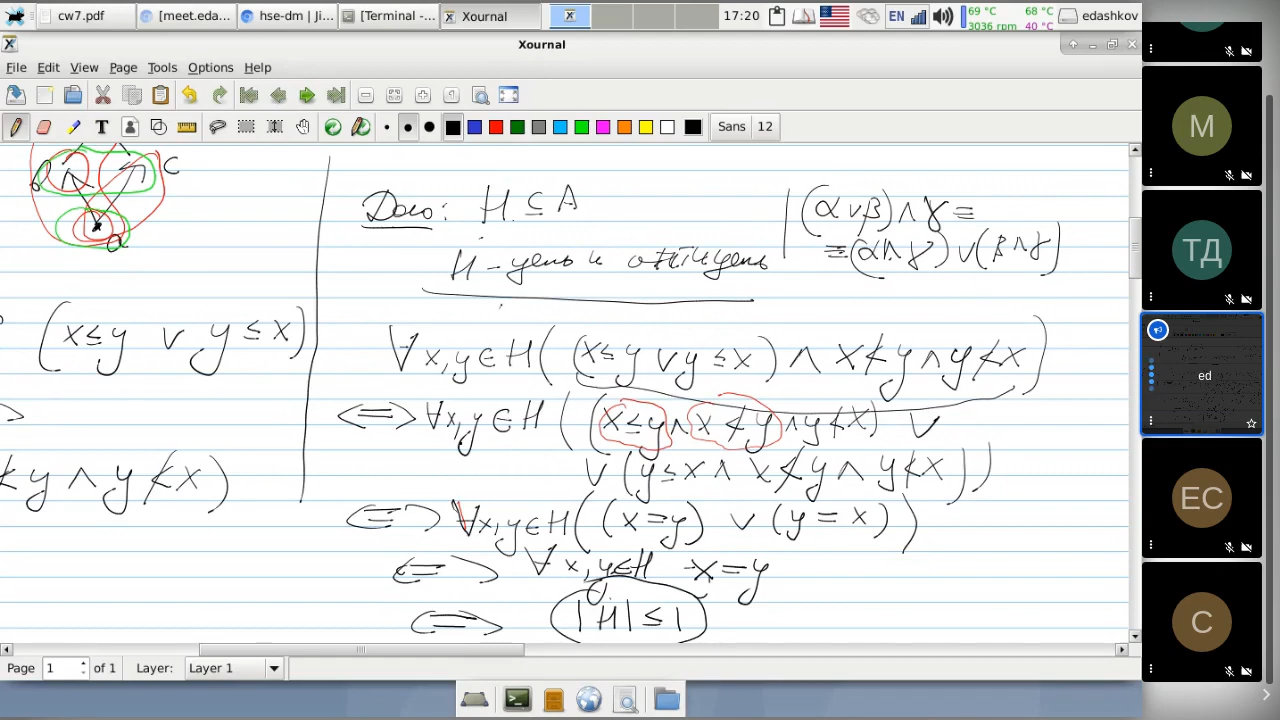 cw7.pdf
[meet.eda...
hse-dm | Ji...
[Terminal -...
Xournal
17:20
EN
69 °C
3036 rpm
68 °C
40 °C
edashkov
Xournal
File Edit View Page Tools Options Help
Sans 12
c
a
(x ≤ y ∨ y ≤ x)
≮ y ∧ y ≮ x)
Дано: H ⊆ A
H - цепь и антицепь
(α ∨ β) ∧ γ ≡
≡ (α ∧ γ) ∨ (β ∧ γ)
∀ x, y ∈ H ((x ≤ y ∨ y ≤ x) ∧ x ≮ y ∧ y ≮ x)
⟺ ∀ x, y ∈ H ((x ≤ y ∧ x ≮ y ∧ y ≮ x) ∨
∨ (y ≤ x ∧ x ≮ y ∧ y ≮ x))
⟺ ∀ x, y ∈ H ((x = y) ∨ (y = x))
⟺ ∀ x, y ∈ H x = y
⟺ |H| ≤ 1
M
ТД
ed
EC
C
Page 1 of 1 Layer: Layer 1